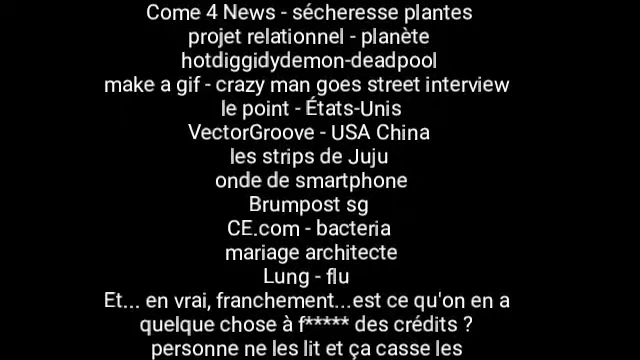 Come 4 News - sécheresse plantes
projet relationnel - planète
hotdiggidydemon-deadpool
make a gif - crazy man goes street interview
le point - États-Unis
VectorGroove - USA China
les strips de Juju
onde de smartphone
Brumpost sg
CE.com - bacteria
mariage architecte
Lung - flu
Et... en vrai, franchement...est ce qu'on en a
quelque chose à f***** des crédits ?
personne ne les lit et ça casse les